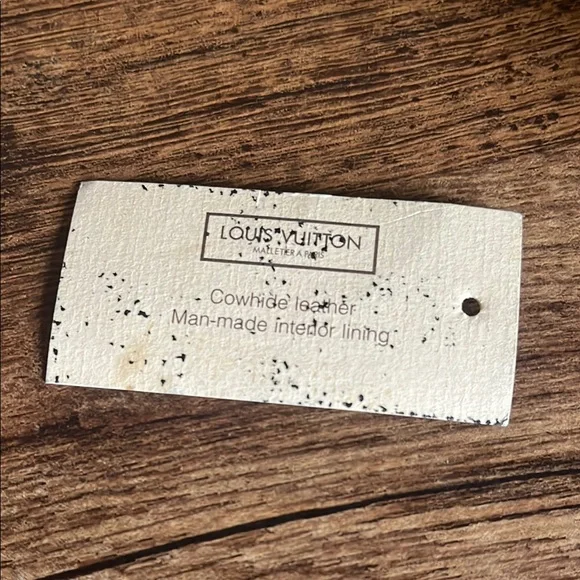 LOUIS VUITTON
MALLETIER A PARIS
Cowhide leather
Man-made interior lining